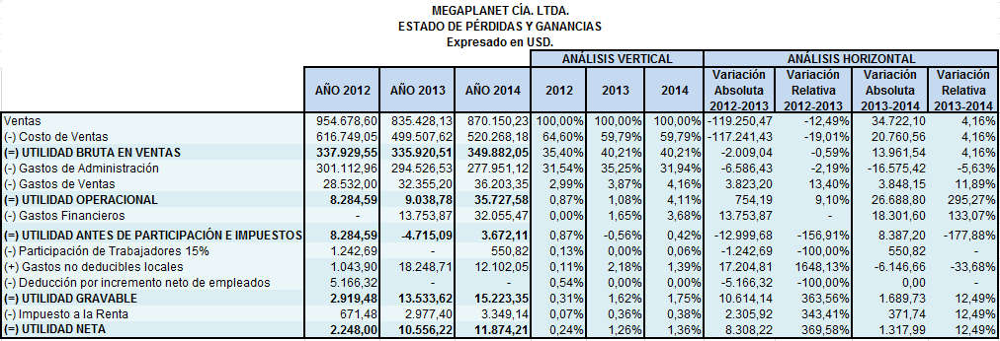 MEGAPLANET CÍA. LTDA.
ESTADO DE PÉRDIDAS Y GANANCIAS
Expresado en USD.
ANÁLISIS VERTICAL ANÁLISIS HORIZONTAL
AÑO 2012 AÑO 2013 AÑO 2014 2012 2013 2014 Variación Absoluta 2012-2013 Variación Relativa 2012-2013 Variación Absoluta 2013-2014 Variación Relativa 2013-2014
Ventas 954.678,60 835.428,13 870.150,23 100,00% 100,00% 100,00% -119.250,47 -12,49% 34.722,10 4,16%
(-) Costo de Ventas 616.749,05 499.507,62 520.268,18 64,60% 59,79% 59,79% -117.241,43 -19,01% 20.760,56 4,16%
(=) UTILIDAD BRUTA EN VENTAS 337.929,55 335.920,51 349.882,05 35,40% 40,21% 40,21% -2.009,04 -0,59% 13.961,54 4,16%
(-) Gastos de Administración 301.112,96 294.526,53 277.951,12 31,54% 35,25% 31,94% -6.586,43 -2,19% -16.575,42 -5,63%
(-) Gastos de Ventas 28.532,00 32.355,20 36.203,35 2,99% 3,87% 4,16% 3.823,20 13,40% 3.848,15 11,89%
(=) UTILIDAD OPERACIONAL 8.284,59 9.038,78 35.727,58 0,87% 1,08% 4,11% 754,19 9,10% 26.688,80 295,27%
(-) Gastos Financieros - 13.753,87 32.055,47 0,00% 1,65% 3,68% 13.753,87 - 18.301,60 133,07%
(=) UTILIDAD ANTES DE PARTICIPACIÓN E IMPUESTOS 8.284,59 -4.715,09 3.672,11 0,87% -0,56% 0,42% -12.999,68 -156,91% 8.387,20 -177,88%
(-) Participación de Trabajadores 15% 1.242,69 - 550,82 0,13% 0,00% 0,06% -1.242,69 -100,00% 550,82 -
(+) Gastos no deducibles locales 1.043,90 18.248,71 12.102,05 0,11% 2,18% 1,39% 17.204,81 1648,13% -6.146,66 -33,68%
(-) Deducción por incremento neto de empleados 5.166,32 - - 0,54% 0,00% 0,00% -5.166,32 -100,00% 0,00 -
(=) UTILIDAD GRAVABLE 2.919,48 13.533,62 15.223,35 0,31% 1,62% 1,75% 10.614,14 363,56% 1.689,73 12,49%
(-) Impuesto a la Renta 671,48 2.977,40 3.349,14 0,07% 0,36% 0,38% 2.305,92 343,41% 371,74 12,49%
(=) UTILIDAD NETA 2.248,00 10.556,22 11.874,21 0,24% 1,26% 1,36% 8.308,22 369,58% 1.317,99 12,49%